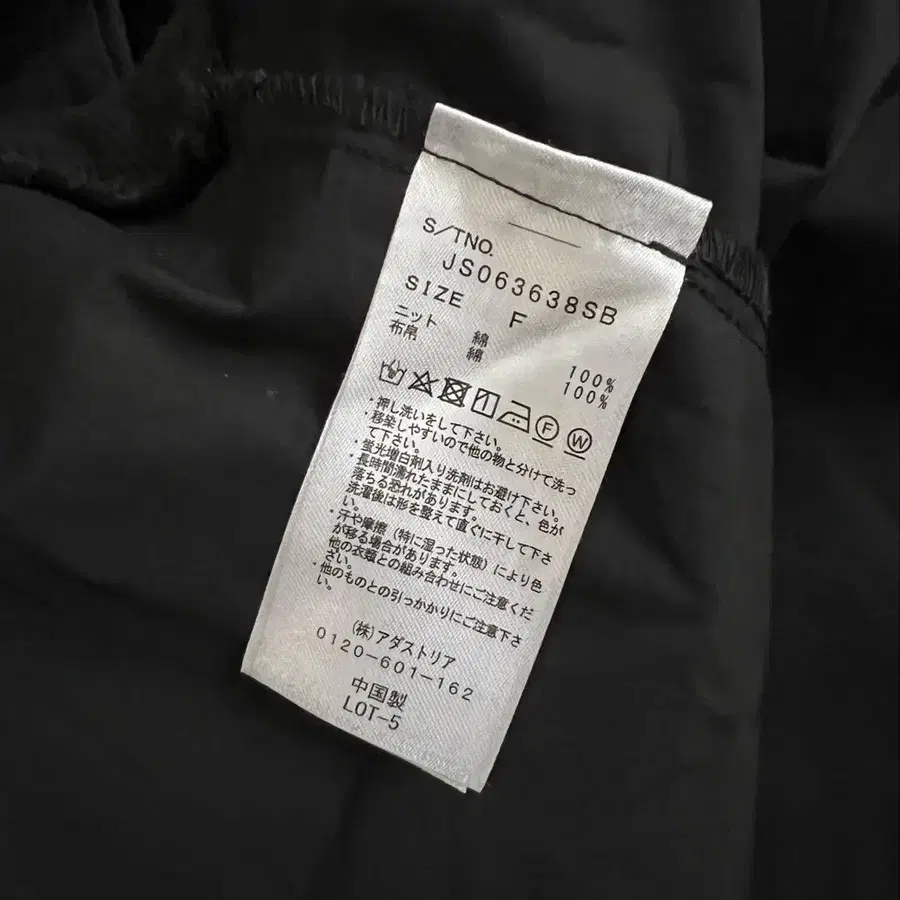 S/TNO.
JS063638SB
SIZE
F
ニット 綿 100%
布帛 綿 100%
F W
・押し洗いをして下さい。
・移染しやすいので他の物と分けて洗っ
て下さい。
・蛍光増白剤入り洗剤はお避け下さい。
・長時間濡れたままにしておくと、色が
落ちる恐れがあります。
洗濯後は形を整えて直ぐに干して下さ
い。
・汗や摩擦（特に湿った状態）により色
が移る場合があります。
他の衣類との組み合わせにご注意くだ
さい。
・他のものとの引っかかりにご注意下さ
い。
(株)アダストリア
0120-601-162
中国製
LOT-5